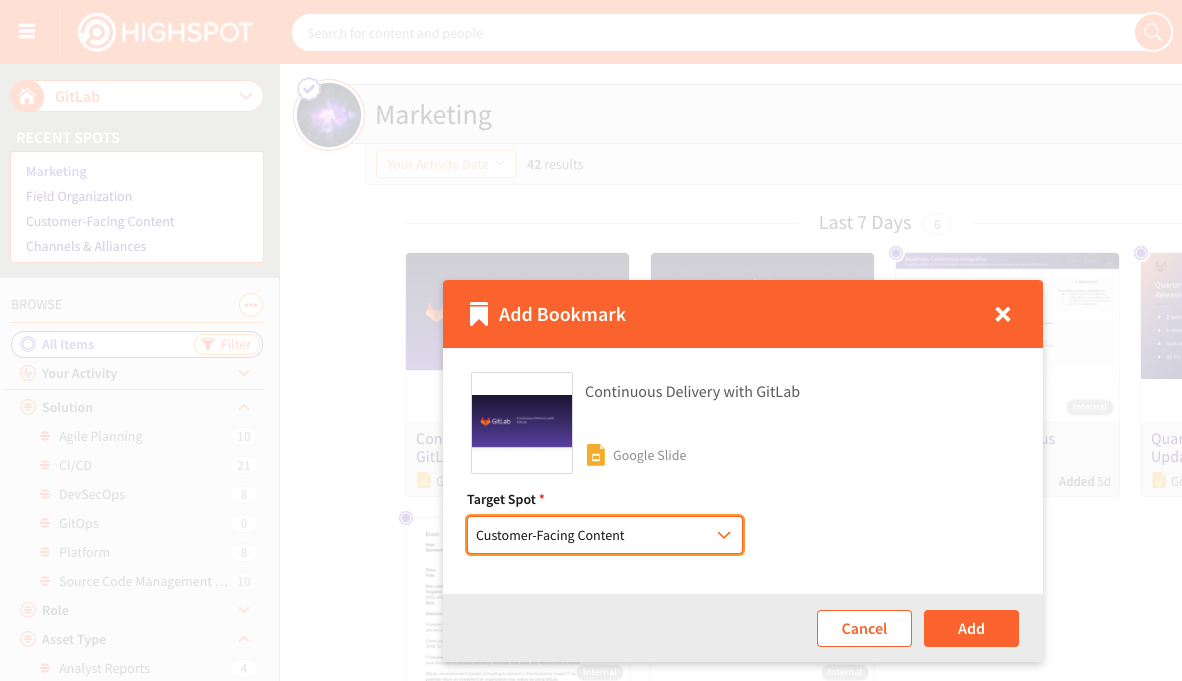 HIGHSPOT
Search for content and people
GitLab
RECENT SPOTS
Marketing
Field Organization
Customer-Facing Content
Channels & Alliances
BROWSE
All Items
Filter
Your Activity
Solution
Agile Planning 10
CI/CD 21
DevSecOps 8
GitOps 0
Platform 8
Source Code Management ... 10
Role
Asset Type
Analyst Reports 4
Marketing
Your Activity Date
42 results
Last 7 Days 6
Quar
Upda
Internal
Added 5d
Add Bookmark
GitLab
Continuous Delivery with GitLab
Google Slide
Target Spot *
Customer-Facing Content
Cancel
Add
Internal
Internal